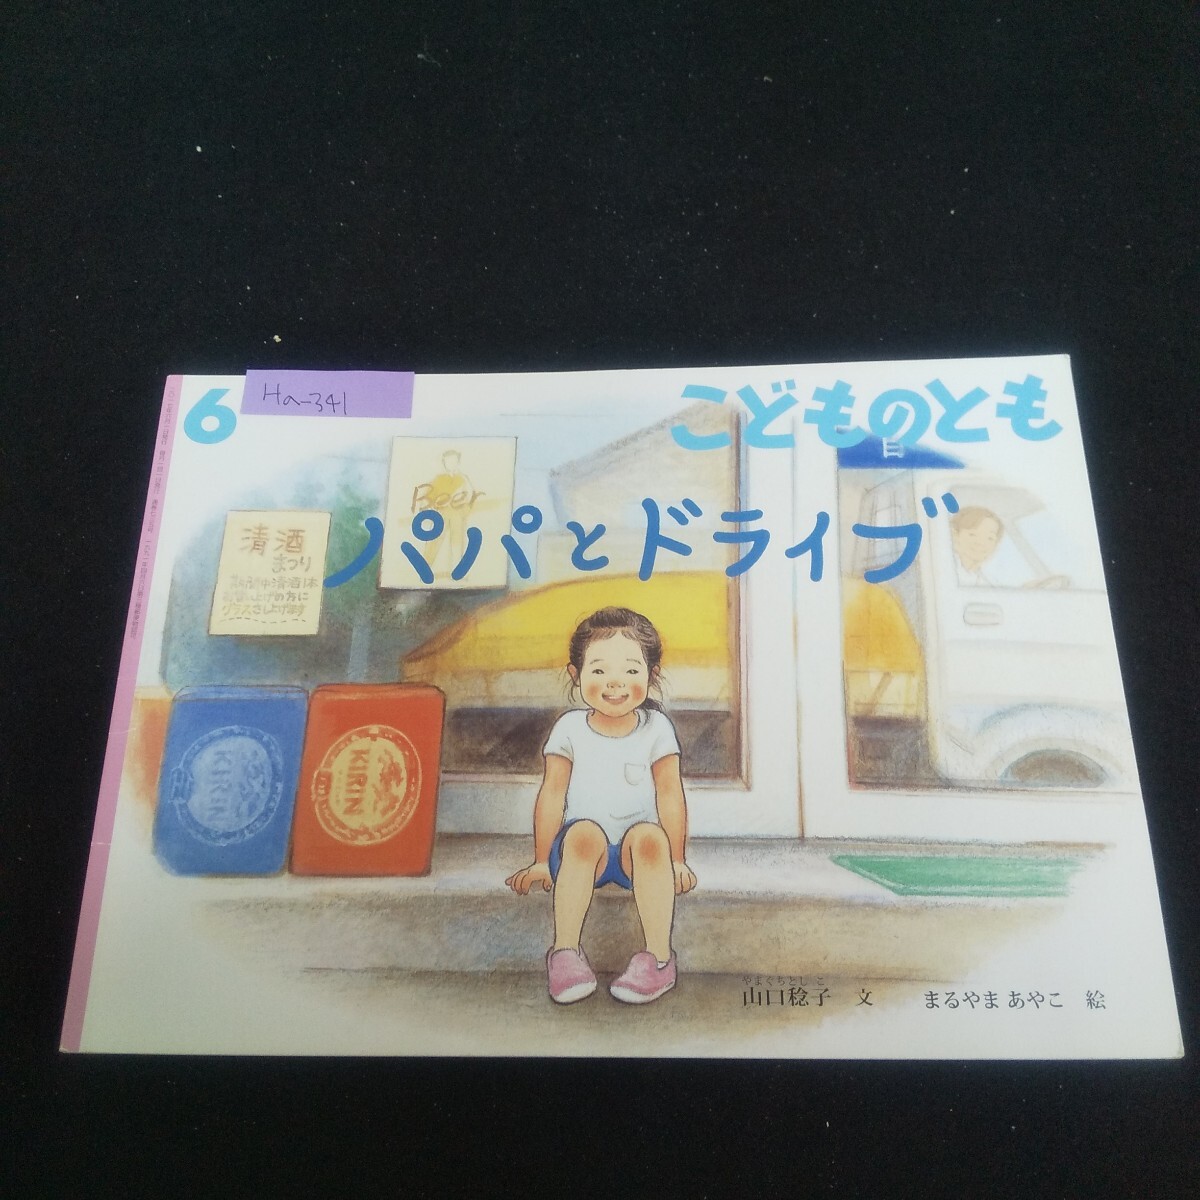 6
Ha-341
こどものとも
Beer
パパとドライブ
清酒
まつり
KIRIN
KIRIN
やまぐちとしこ
山口稔子 文
まるやまあやこ 絵